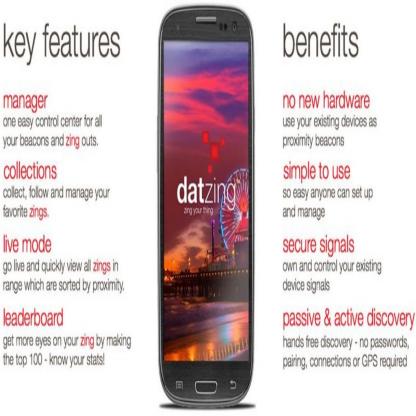 key features
manager
one easy control center for all
your beacons and zing outs.
collections
collect, follow and manage your
favorite zings.
live mode
go live and quickly view all zings in
range which are sorted by proximity.
leaderboard
get more eyes on your zing by making
the top 100 - know your stats!
datzing
zing your thing
benefits
no new hardware
use your existing devices as
proximity beacons
simple to use
so easy anyone can set up
and manage
secure signals
own and control your existing
device signals
passive & active discovery
hands free discovery - no passwords,
pairing, connections or GPS required